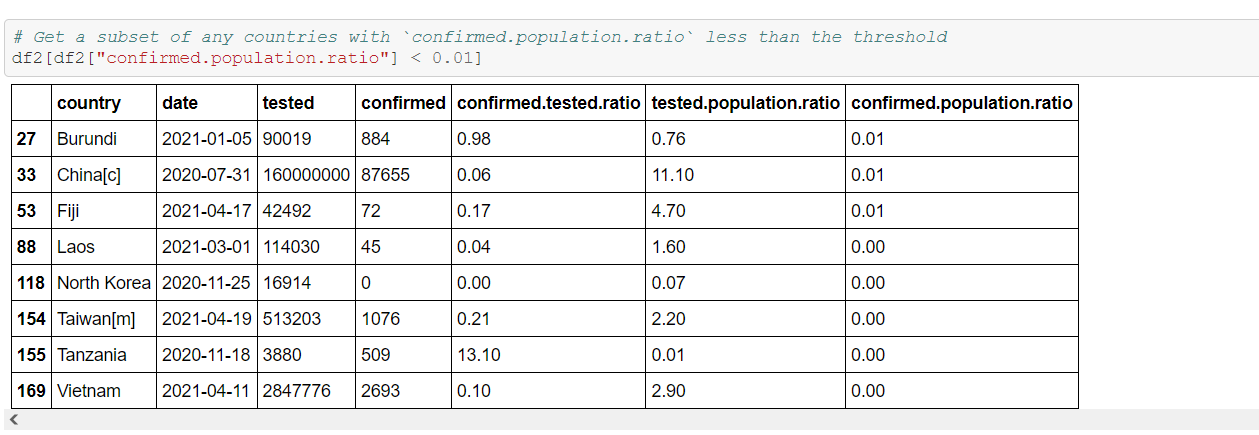 # Get a subset of any countries with `confirmed.population.ratio` less than the threshold
df2[df2["confirmed.population.ratio"] < 0.01]
country date tested confirmed confirmed.tested.ratio tested.population.ratio confirmed.population.ratio
27 Burundi 2021-01-05 90019 884 0.98 0.76 0.01
33 China[c] 2020-07-31 160000000 87655 0.06 11.10 0.01
53 Fiji 2021-04-17 42492 72 0.17 4.70 0.01
88 Laos 2021-03-01 114030 45 0.04 1.60 0.00
118 North Korea 2020-11-25 16914 0 0.00 0.07 0.00
154 Taiwan[m] 2021-04-19 513203 1076 0.21 2.20 0.00
155 Tanzania 2020-11-18 3880 509 13.10 0.01 0.00
169 Vietnam 2021-04-11 2847776 2693 0.10 2.90 0.00